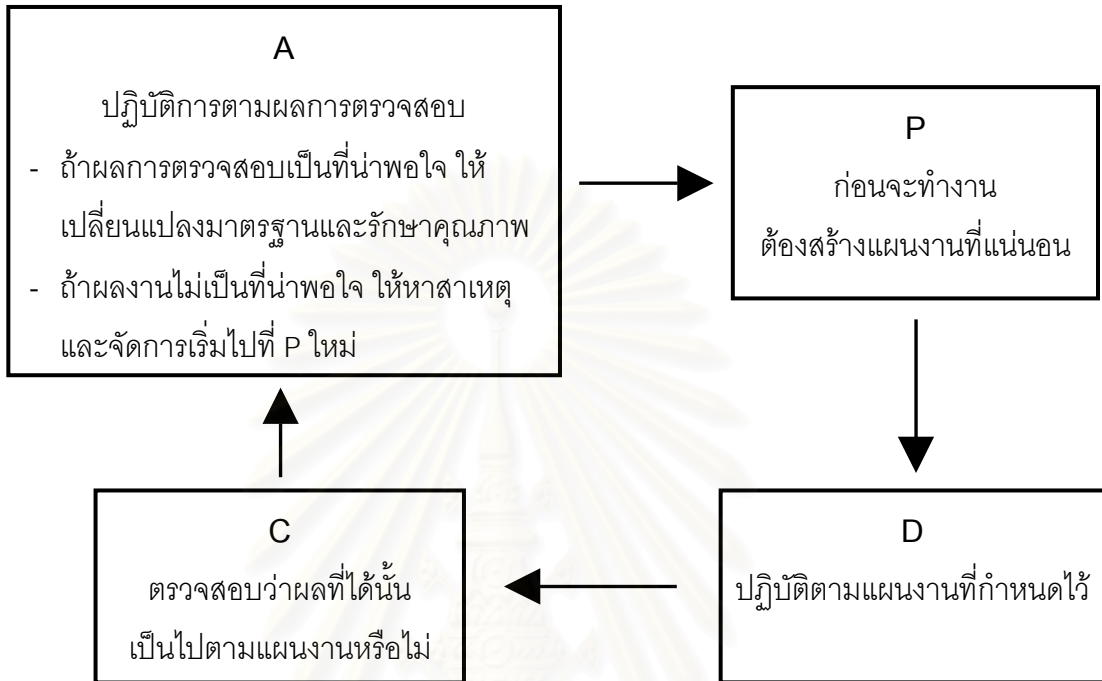 A
ปฏิบัติการตามผลการตรวจสอบ
- ถ้าผลการตรวจสอบเป็นที่น่าพอใจ ให้
เปลี่ยนแปลงมาตรฐานและรักษาคุณภาพ
- ถ้าผลงานไม่เป็นที่น่าพอใจ ให้หาสาเหตุ
และจัดการเริ่มไปที่ P ใหม่
P
ก่อนจะทำงาน
ต้องสร้างแผนงานที่แน่นอน
C
ตรวจสอบว่าผลที่ได้นั้น
เป็นไปตามแผนงานหรือไม่
D
ปฏิบัติตามแผนงานที่กำหนดไว้